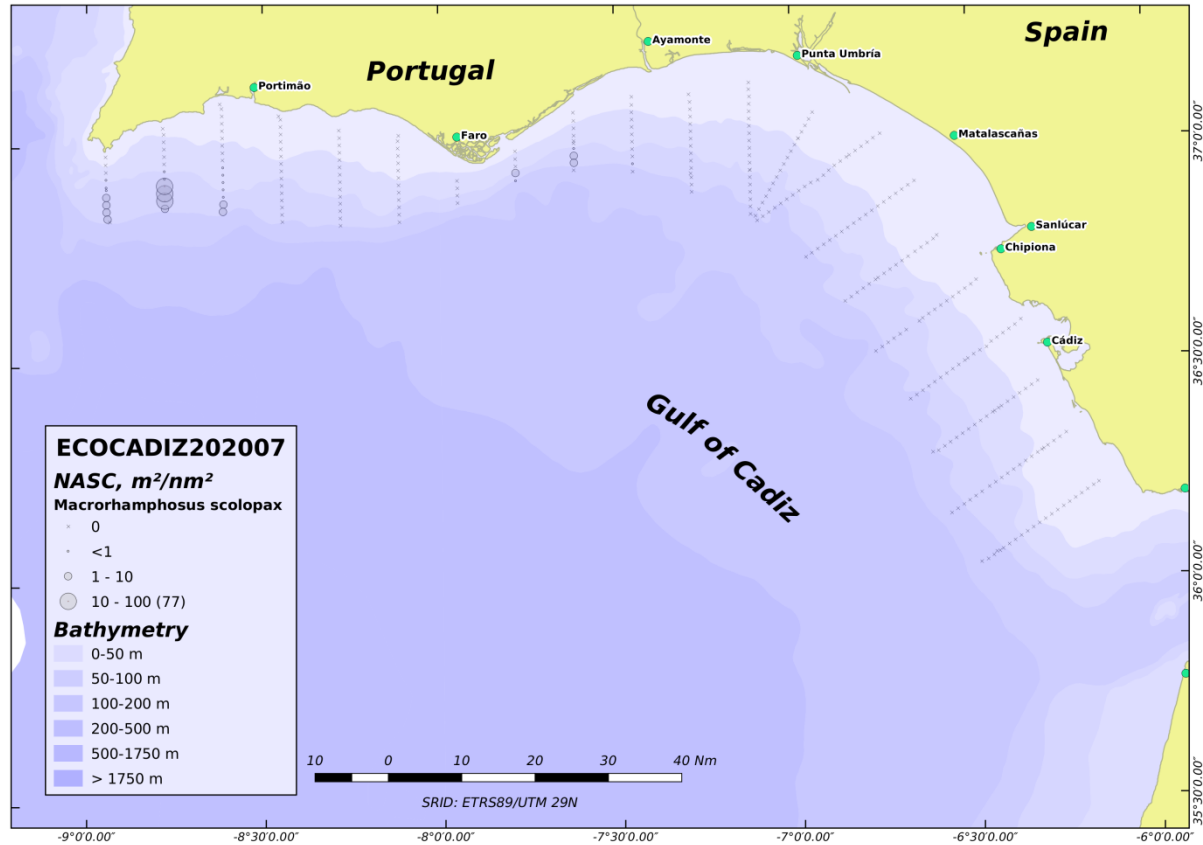 Spain
Ayamonte
Punta Umbría
Portugal
Portimão
Faro
Matalascañas
Sanlúcar
Chipiona
Cádiz
Gulf of Cadiz
ECOCADIZ202007
NASC, m²/nm²
Macrorhamphosus scolopax
0
<1
1 - 10
10 - 100 (77)
Bathymetry
0-50 m
50-100 m
100-200 m
200-500 m
500-1750 m
> 1750 m
10 0 10 20 30 40 Nm
SRID: ETRS89/UTM 29N
37°0'0.00"
36°30'0.00"
36°0'0.00"
35°30'0.00"
-9°0'0.00" -8°30'0.00" -8°0'0.00" -7°30'0.00" -7°0'0.00" -6°30'0.00" -6°0'0.00"